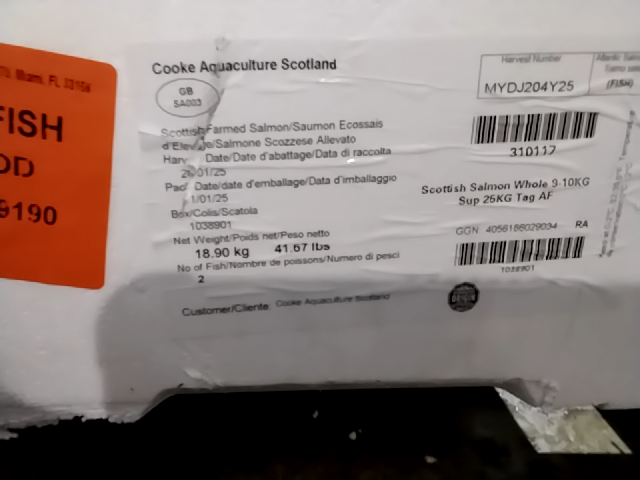 Miami, FL
FISH
9190
Cooke Aquaculture Scotland
GB
SA003
Scottish Farmed Salmon/Saumon Ecossais
d'Elevage/Salmone Scozzese Allevato
Date/Date d'abattage/Data di raccolta
01/25
Date/Date d'emballage/Data d'imballaggio
1/01/25
Box/Colis/Scatola
1038901
Net Weight/Poids net/Peso netto
18.90 kg 41.67 lbs
No of Fish/Nombre de poissons/Numero di pesci
2
Customer/Cliente: Cooke Aquaculture Scotland
Harvest Number
MYDJ204Y25
(FISH)
310117
Scottish Salmon Whole 9-10KG
Sup 25KG Tag AF
GGN 4056186029034 RA
1038901